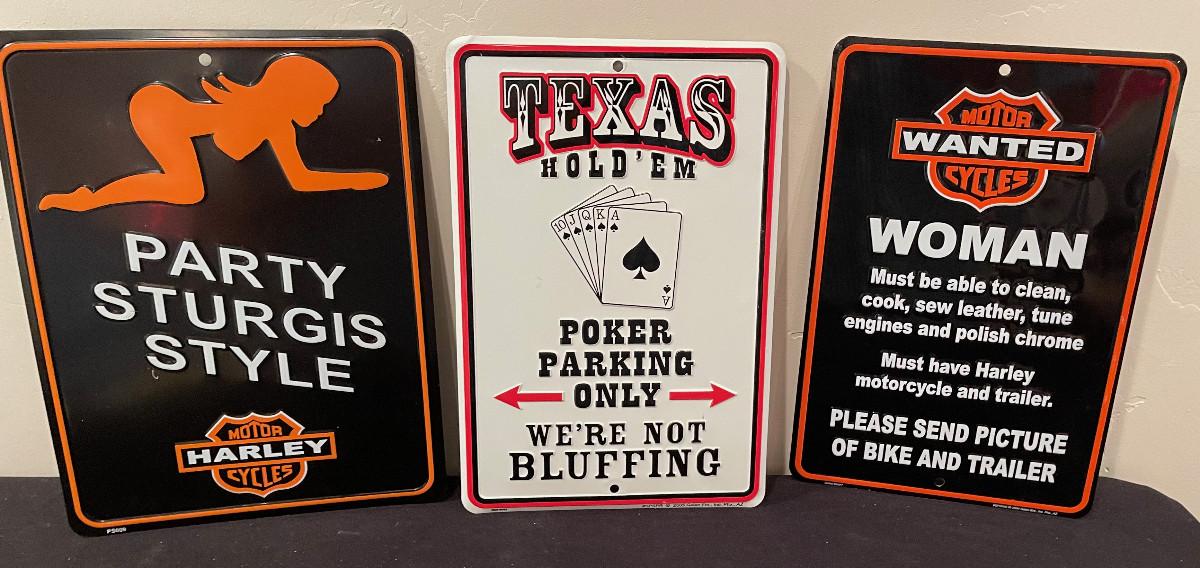 PARTY
STURGIS
STYLE
MOTOR
HARLEY
CYCLES
TEXAS
HOLD'EM
10 J Q K A
A
POKER
PARKING
ONLY
WE'RE NOT
BLUFFING
MOTOR
WANTED
CYCLES
WOMAN
Must be able to clean,
cook, sew leather, tune
engines and polish chrome
Must have Harley
motorcycle and trailer.
PLEASE SEND PICTURE
OF BIKE AND TRAILER